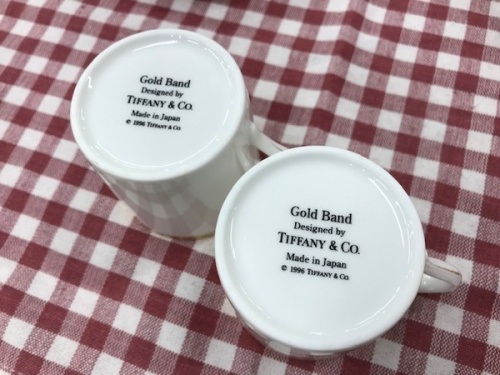 Gold Band
Designed by
TIFFANY & CO.
Made in Japan
© 1996 TIFFANY & CO.
Gold Band
Designed by
TIFFANY & CO.
Made in Japan
© 1996 TIFFANY & CO.